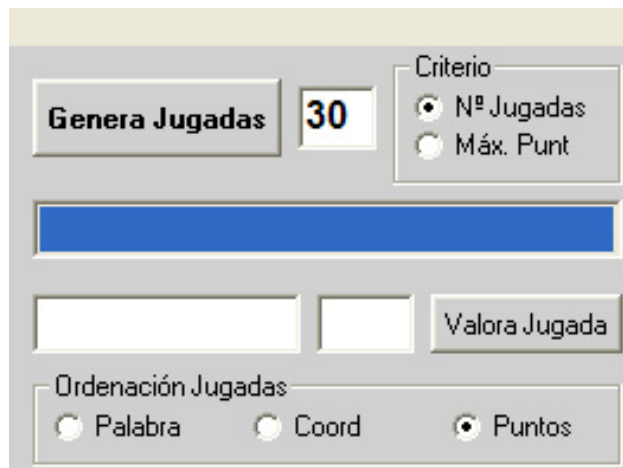 Criterio
Genera Jugadas
30
Nº Jugadas
Máx. Punt
Valora Jugada
Ordenación Jugadas
Palabra
Coord
Puntos